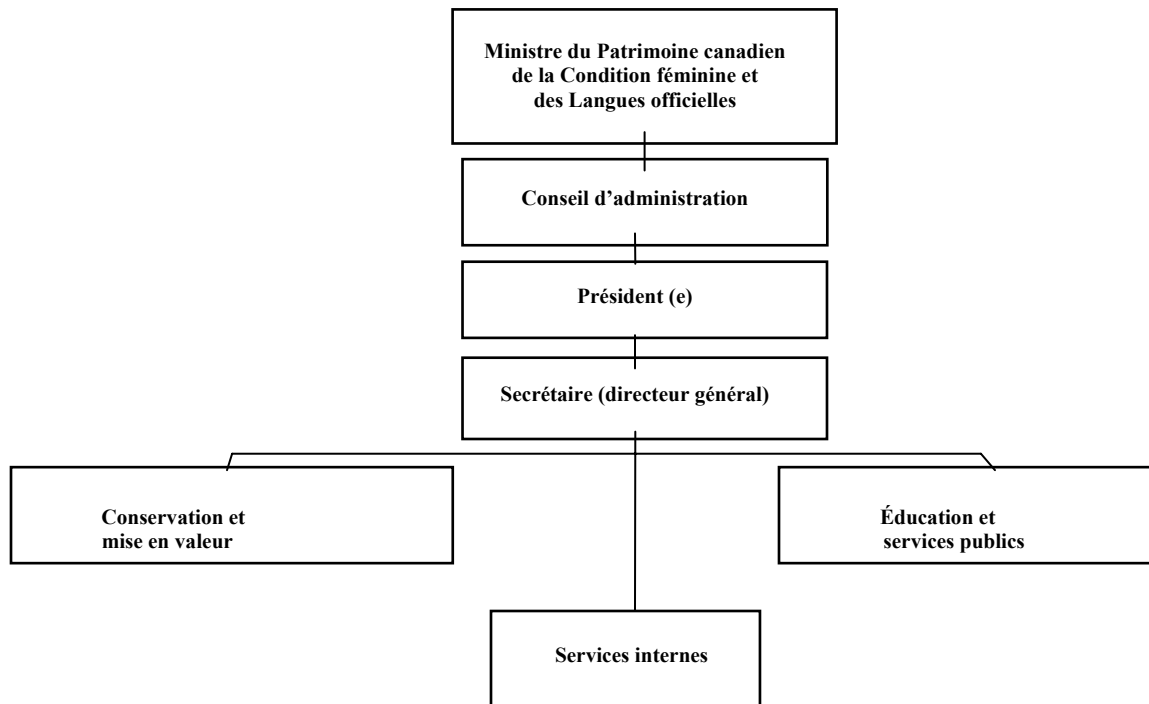 Ministre du Patrimoine canadien
de la Condition féminine et
des Langues officielles
Conseil d’administration
Président (e)
Secrétaire (directeur général)
Conservation et
mise en valeur
Éducation et
services publics
Services internes